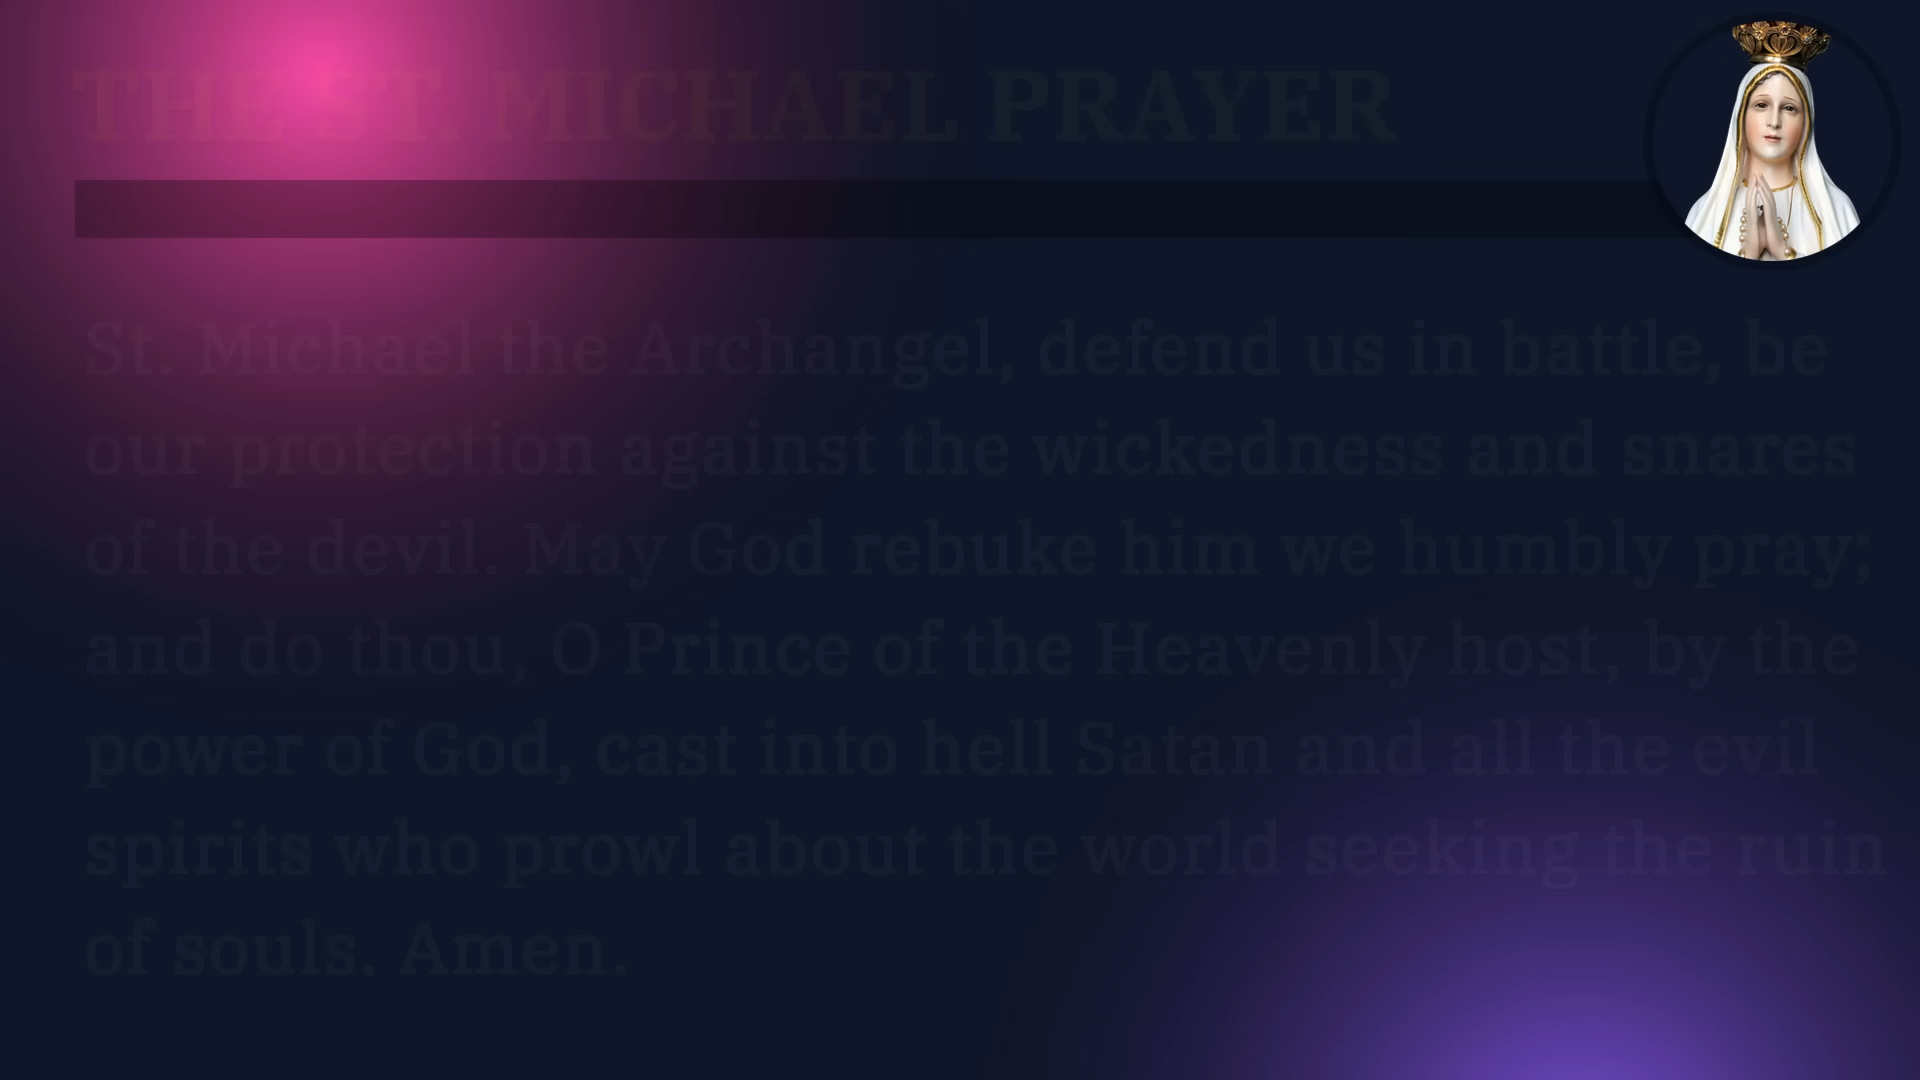 THE ST. MICHAEL PRAYER
St. Michael the Archangel, defend us in battle, be
our protection against the wickedness and snares
of the devil. May God rebuke him we humbly pray;
and do thou, O Prince of the Heavenly host, by the
power of God, cast into hell Satan and all the evil
spirits who prowl about the world seeking the ruin
of souls. Amen.